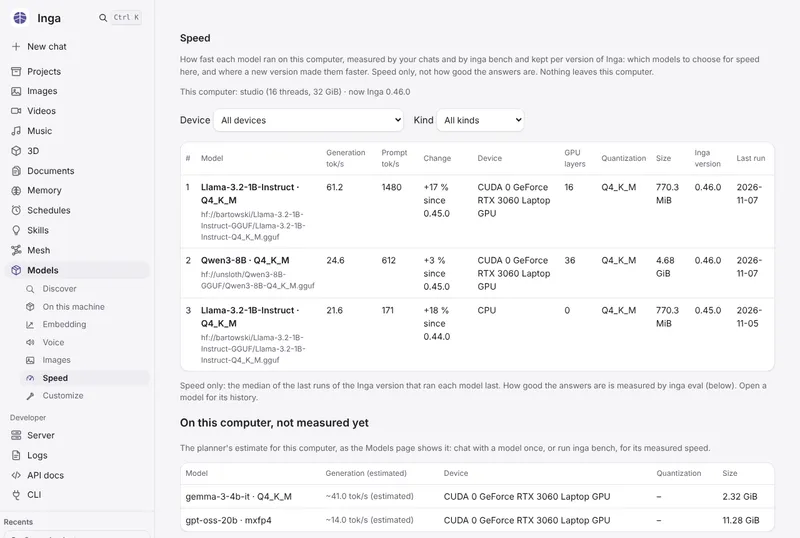 Inga
Ctrl K
New chat
Projects
Images
Videos
Music
3D
Documents
Memory
Schedules
Skills
Mesh
Models
Discover
On this machine
Embedding
Voice
Images
Speed
Customize
Developer
Server
Logs
API docs
CLI
Recents
Speed
How fast each model ran on this computer, measured by your chats and by inga bench and kept per version of Inga: which models to choose for speed
here, and where a new version made them faster. Speed only, not how good the answers are. Nothing leaves this computer.
This computer: studio (16 threads, 32 GiB) · now Inga 0.46.0
Device All devices Kind All kinds
# Model Generation tok/s Prompt tok/s Change Device GPU layers Quantization Size Inga version Last run
1 Llama-3.2-1B-Instruct · Q4_K_M 61.2 1480 +17 % since 0.45.0 CUDA 0 GeForce RTX 3060 Laptop GPU 16 Q4_K_M 770.3 MiB 0.46.0 2026-11-07
hf://bartowski/Llama-3.2-1B-Instruct-GGUF/Llama-3.2-1B-Instruct-Q4_K_M.gguf
2 Qwen3-8B · Q4_K_M 24.6 612 +3 % since 0.45.0 CUDA 0 GeForce RTX 3060 Laptop GPU 36 Q4_K_M 4.68 GiB 0.46.0 2026-11-07
hf://unsloth/Qwen3-8B-GGUF/Qwen3-8B-Q4_K_M.gguf
3 Llama-3.2-1B-Instruct · Q4_K_M 21.6 171 +18 % since 0.44.0 CPU 0 Q4_K_M 770.3 MiB 0.45.0 2026-11-05
hf://bartowski/Llama-3.2-1B-Instruct-GGUF/Llama-3.2-1B-Instruct-Q4_K_M.gguf
Speed only: the median of the last runs of the Inga version that ran each model last. How good the answers are is measured by inga eval (below). Open a
model for its history.
On this computer, not measured yet
The planner's estimate for this computer, as the Models page shows it: chat with a model once, or run inga bench, for its measured speed.
Model Generation (estimated) Device Quantization Size
gemma-3-4b-it · Q4_K_M ~41.0 tok/s (estimated) CUDA 0 GeForce RTX 3060 Laptop GPU – 2.32 GiB
gpt-oss-20b · mxfp4 ~14.0 tok/s (estimated) CUDA 0 GeForce RTX 3060 Laptop GPU – 11.28 GiB